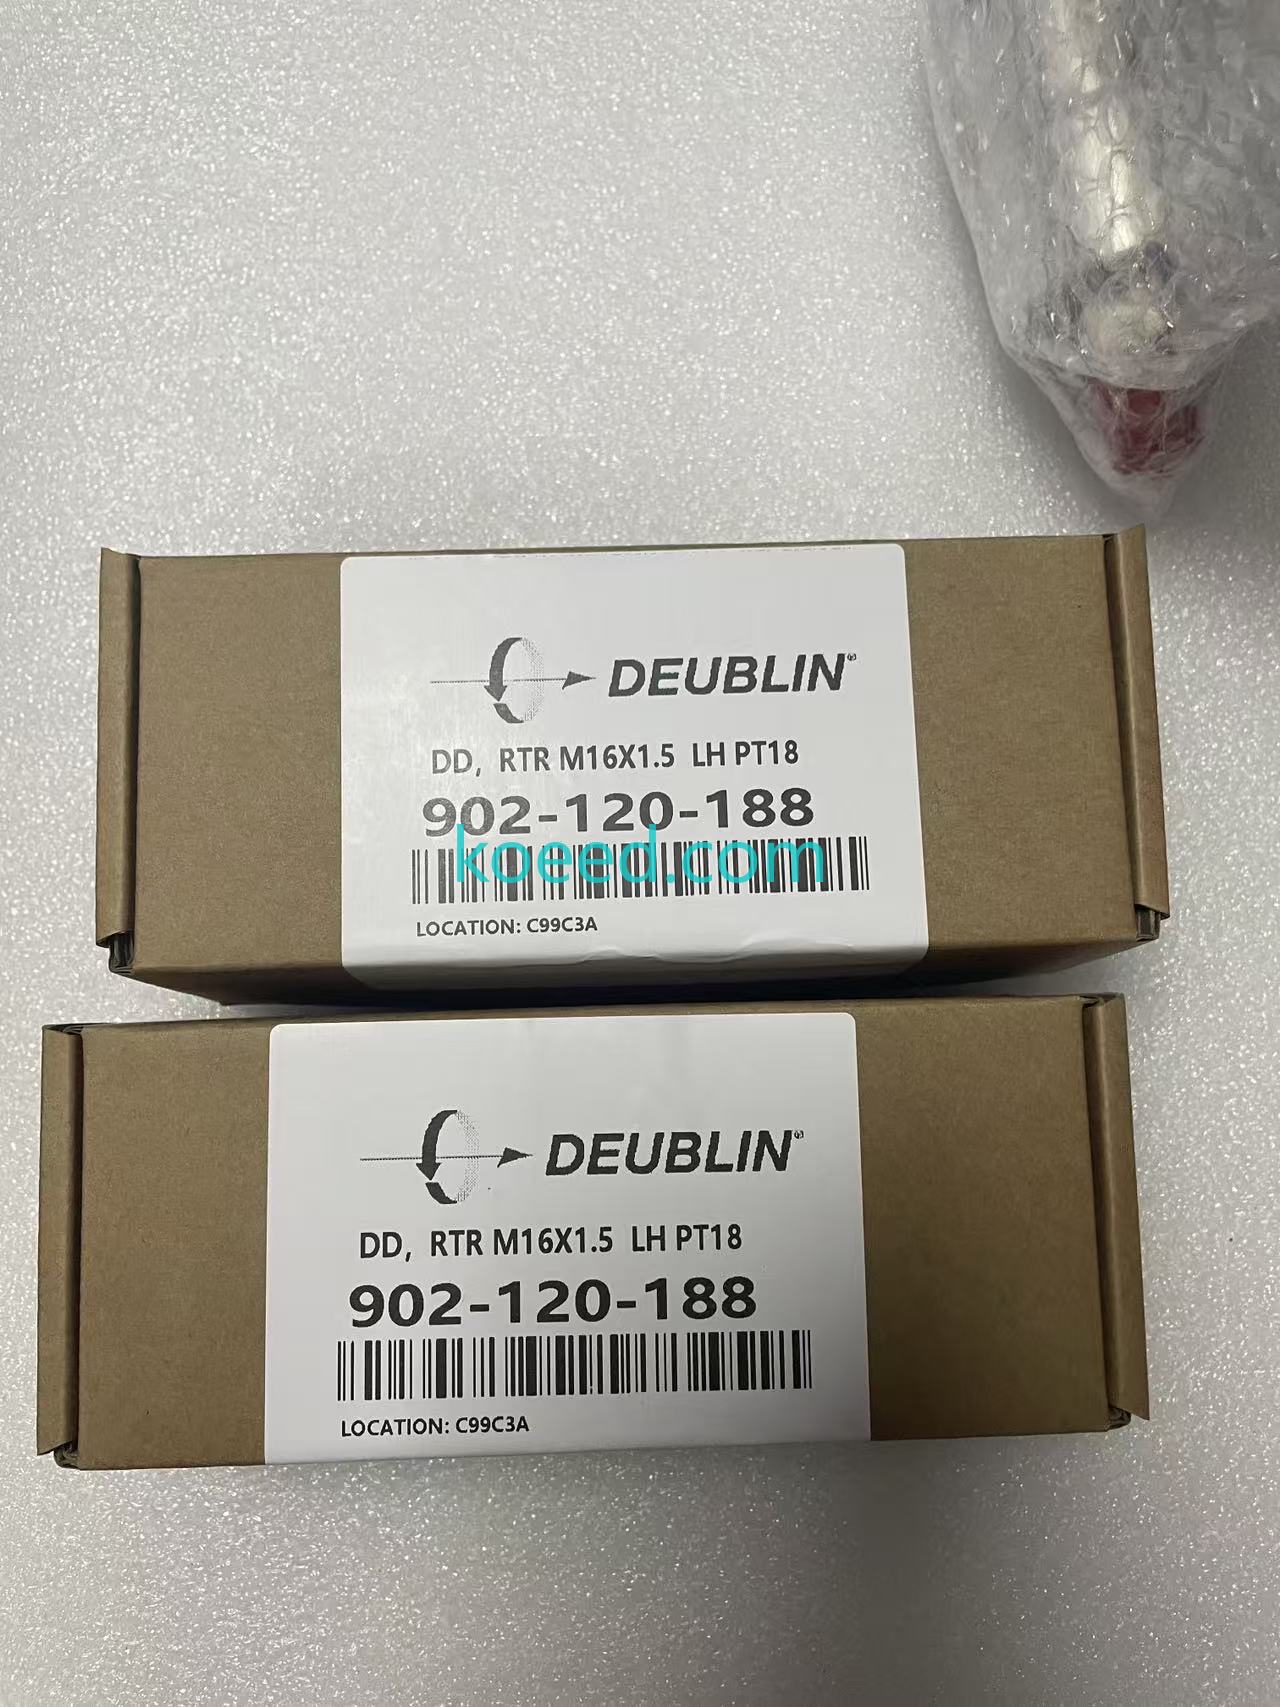 DEUBLIN
DD, RTR M16X1.5 LH PT18
902-120-188
koeed.com
LOCATION: C99C3A
DEUBLIN
DD, RTR M16X1.5 LH PT18
902-120-188
LOCATION: C99C3A